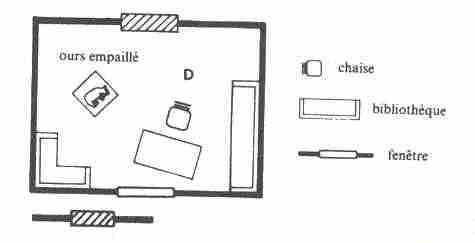 ours empaillé
D
chaise
bibliothèque
fenêtre